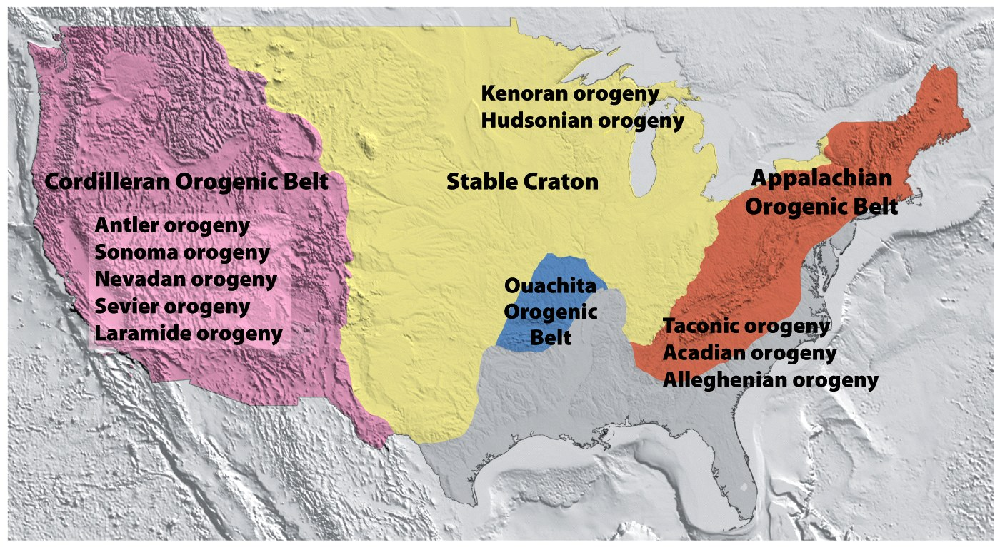 Kenoran orogeny
Hudsonian orogeny
Cordilleran Orogenic Belt
Stable Craton
Appalachian
Orogenic Belt
Antler orogeny
Sonoma orogeny
Nevadan orogeny
Sevier orogeny
Laramide orogeny
Ouachita
Orogenic
Belt
Taconic orogeny
Acadian orogeny
Alleghenian orogeny